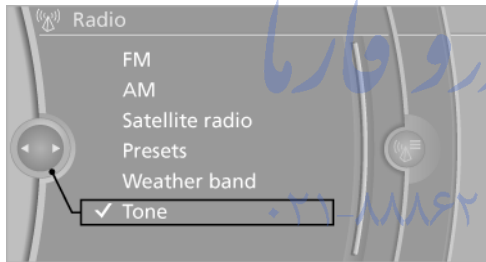 Radio
FM
AM
Satellite radio
Presets
Weather band
Tone